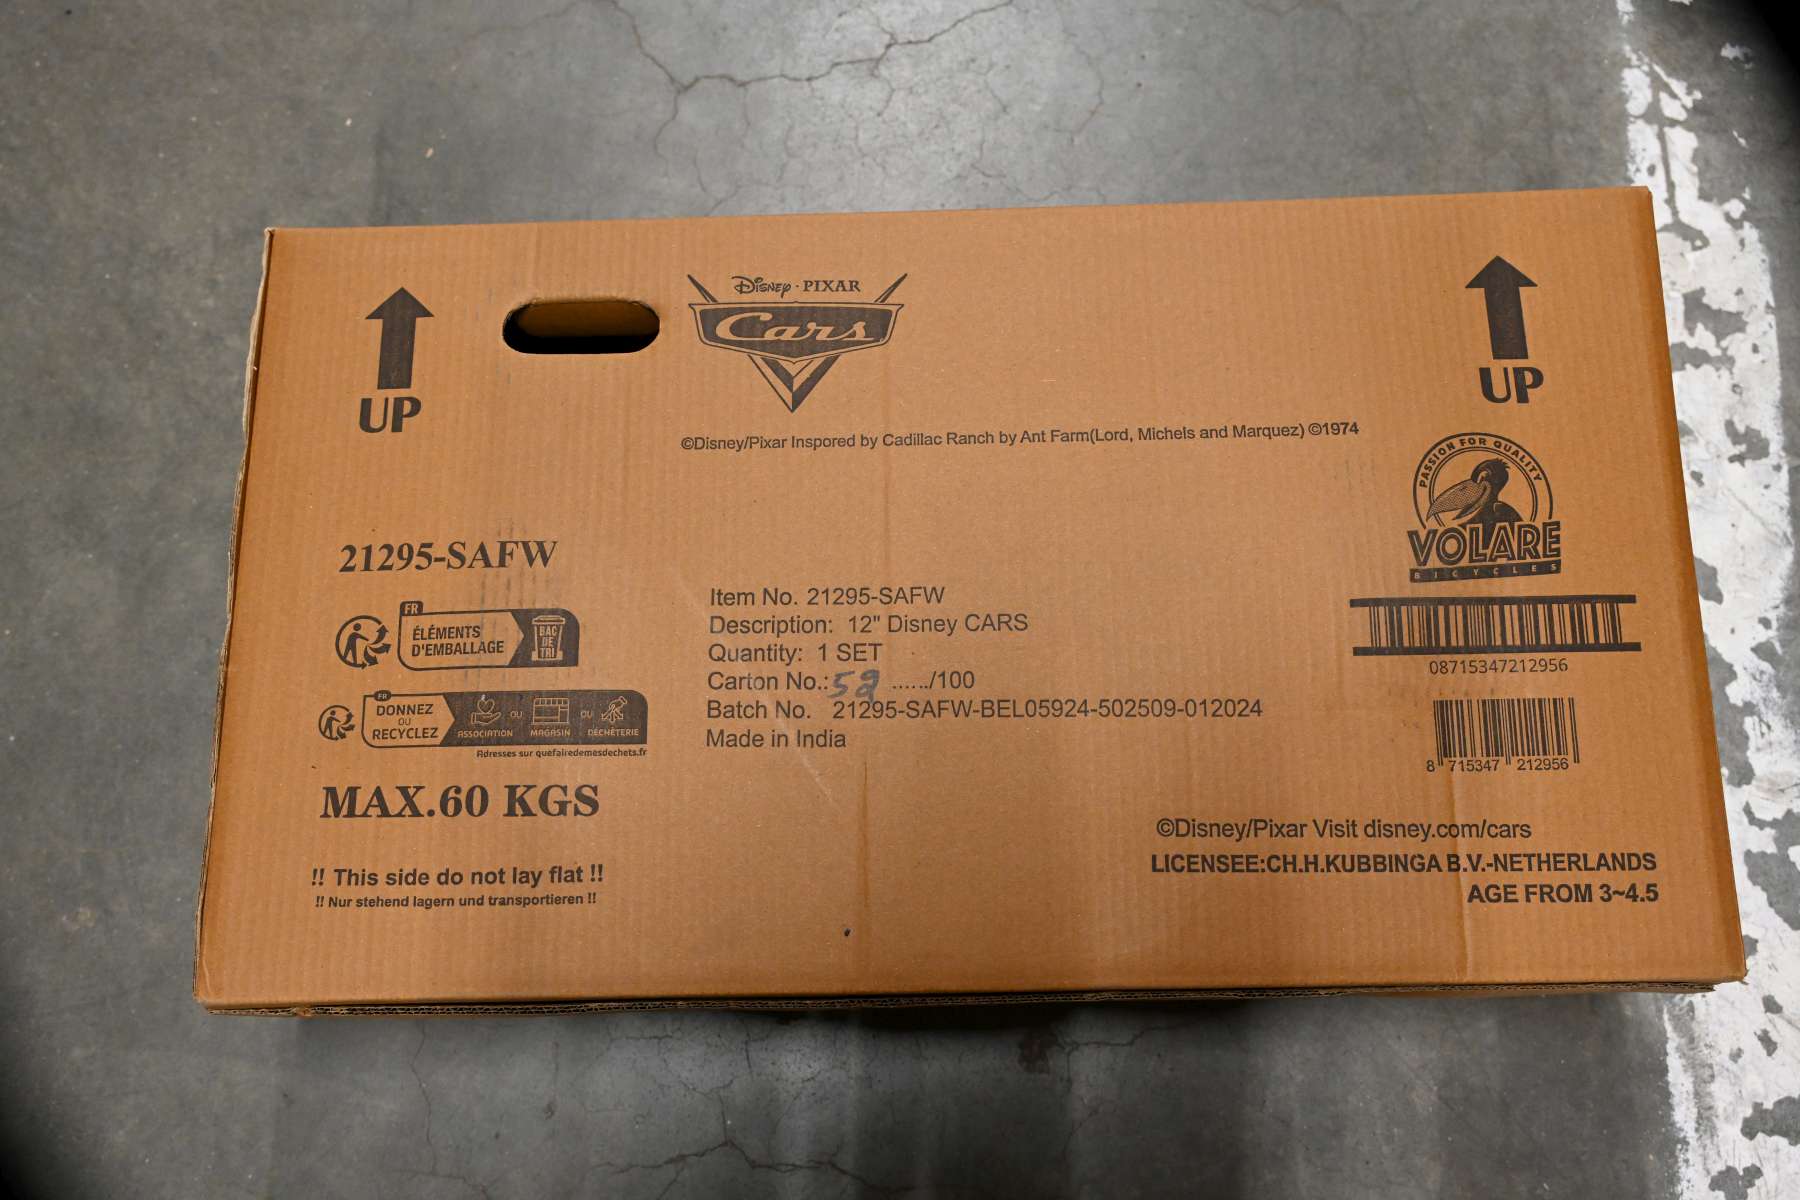 Disney · PIXAR
Cars
UP
UP
©Disney/Pixar Inspored by Cadillac Ranch by Ant Farm(Lord, Michels and Marquez) ©1974
PASSION FOR QUALITY
VOLARE
BICYCLES
21295-SAFW
FR
ÉLÉMENTS
D'EMBALLAGE
BAC
DE
TRI
FR
DONNEZ
OU
RECYCLEZ
ASSOCIATION OU MAGASIN OU DÉCHÈTERIE
Adresses sur quefairedemesdechets.fr
MAX.60 KGS
!! This side do not lay flat !!
!! Nur stehend lagern und transportieren !!
Item No. 21295-SAFW
Description: 12" Disney CARS
Quantity: 1 SET
Carton No.: ....../100
Batch No. 21295-SAFW-BEL05924-502509-012024
Made in India
08715347212956
8 715347 212956
©Disney/Pixar Visit disney.com/cars
LICENSEE:CH.H.KUBBINGA B.V.-NETHERLANDS
AGE FROM 3~4.5